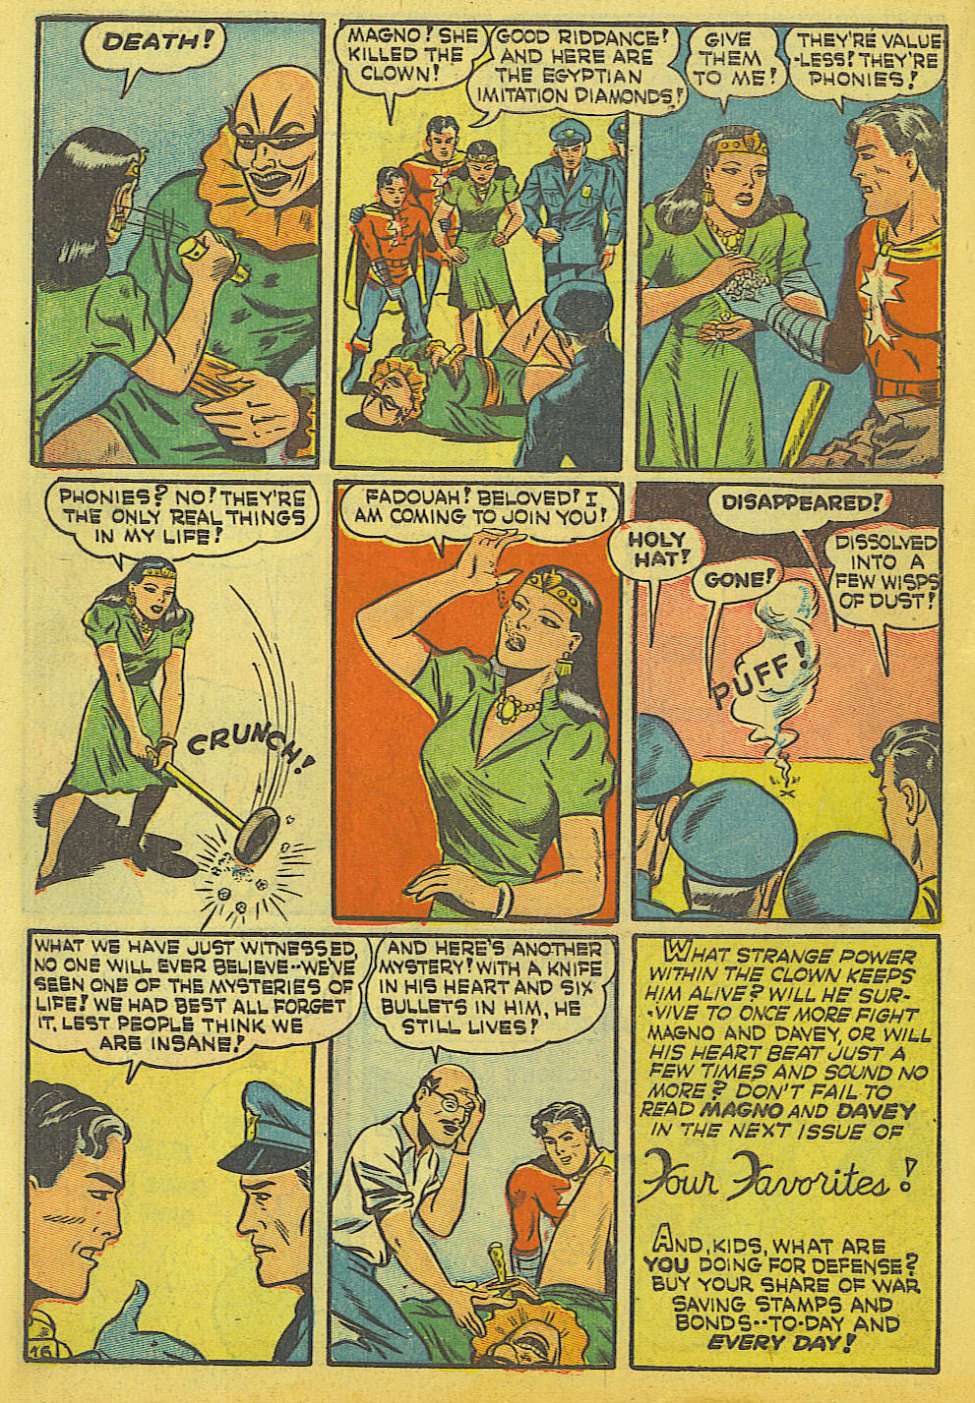 DEATH!
MAGNO! SHE
KILLED THE
CLOWN!
GOOD RIDDANCE!
AND HERE ARE
THE EGYPTIAN
IMITATION DIAMONDS!
GIVE
THEM
TO ME!
THEY'RE VALUE
-LESS! THEY'RE
PHONIES!
PHONIES? NO! THEY'RE
THE ONLY REAL THINGS
IN MY LIFE!
CRUNCH!
FADOUAH! BELOVED! I
AM COMING TO JOIN YOU!
DISAPPEARED!
HOLY
HAT!
GONE!
DISSOLVED
INTO A
FEW WISPS
OF DUST!
PUFF!
WHAT WE HAVE JUST WITNESSED,
NO ONE WILL EVER BELIEVE--WE'VE
SEEN ONE OF THE MYSTERIES OF
LIFE! WE HAD BEST ALL FORGET
IT, LEST PEOPLE THINK WE
ARE INSANE!
16
AND HERE'S ANOTHER
MYSTERY! WITH A KNIFE
IN HIS HEART AND SIX
BULLETS IN HIM, HE
STILL LIVES!
WHAT STRANGE POWER
WITHIN THE CLOWN KEEPS
HIM ALIVE? WILL HE SUR-
-VIVE TO ONCE MORE FIGHT
MAGNO AND DAVEY, OR WILL
HIS HEART BEAT JUST A
FEW TIMES AND SOUND NO
MORE? DON'T FAIL TO
READ MAGNO AND DAVEY
IN THE NEXT ISSUE OF
Four Favorites!
AND, KIDS, WHAT ARE
YOU DOING FOR DEFENSE?
BUY YOUR SHARE OF WAR
SAVING STAMPS AND
BONDS--TO-DAY AND
EVERY DAY!